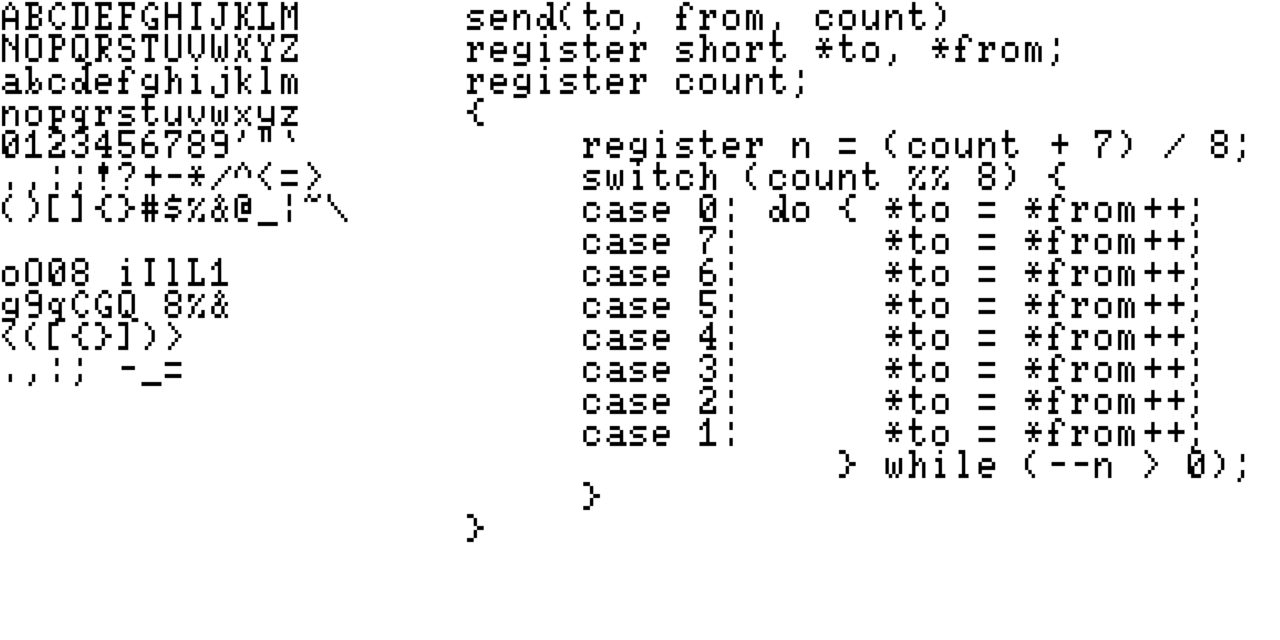 ABCDEFGHIJKLM
NOPQRSTUVWXYZ
abcdefghijklm
nopqrstuvwxyz
0123456789'"`
.,:;!?+-*/^<=>
()[]{}#$%&@_|~\

oO08 iIlL1
g9qCGQ 8%&
<([{}])>
.,:; -_=

send(to, from, count)
register short *to, *from;
register count;
{
     register n = (count + 7) / 8;
     switch (count %% 8) {
     case 0: do { *to = *from++;
     case 7:      *to = *from++;
     case 6:      *to = *from++;
     case 5:      *to = *from++;
     case 4:      *to = *from++;
     case 3:      *to = *from++;
     case 2:      *to = *from++;
     case 1:      *to = *from++;
                } while (--n > 0);
     }
}